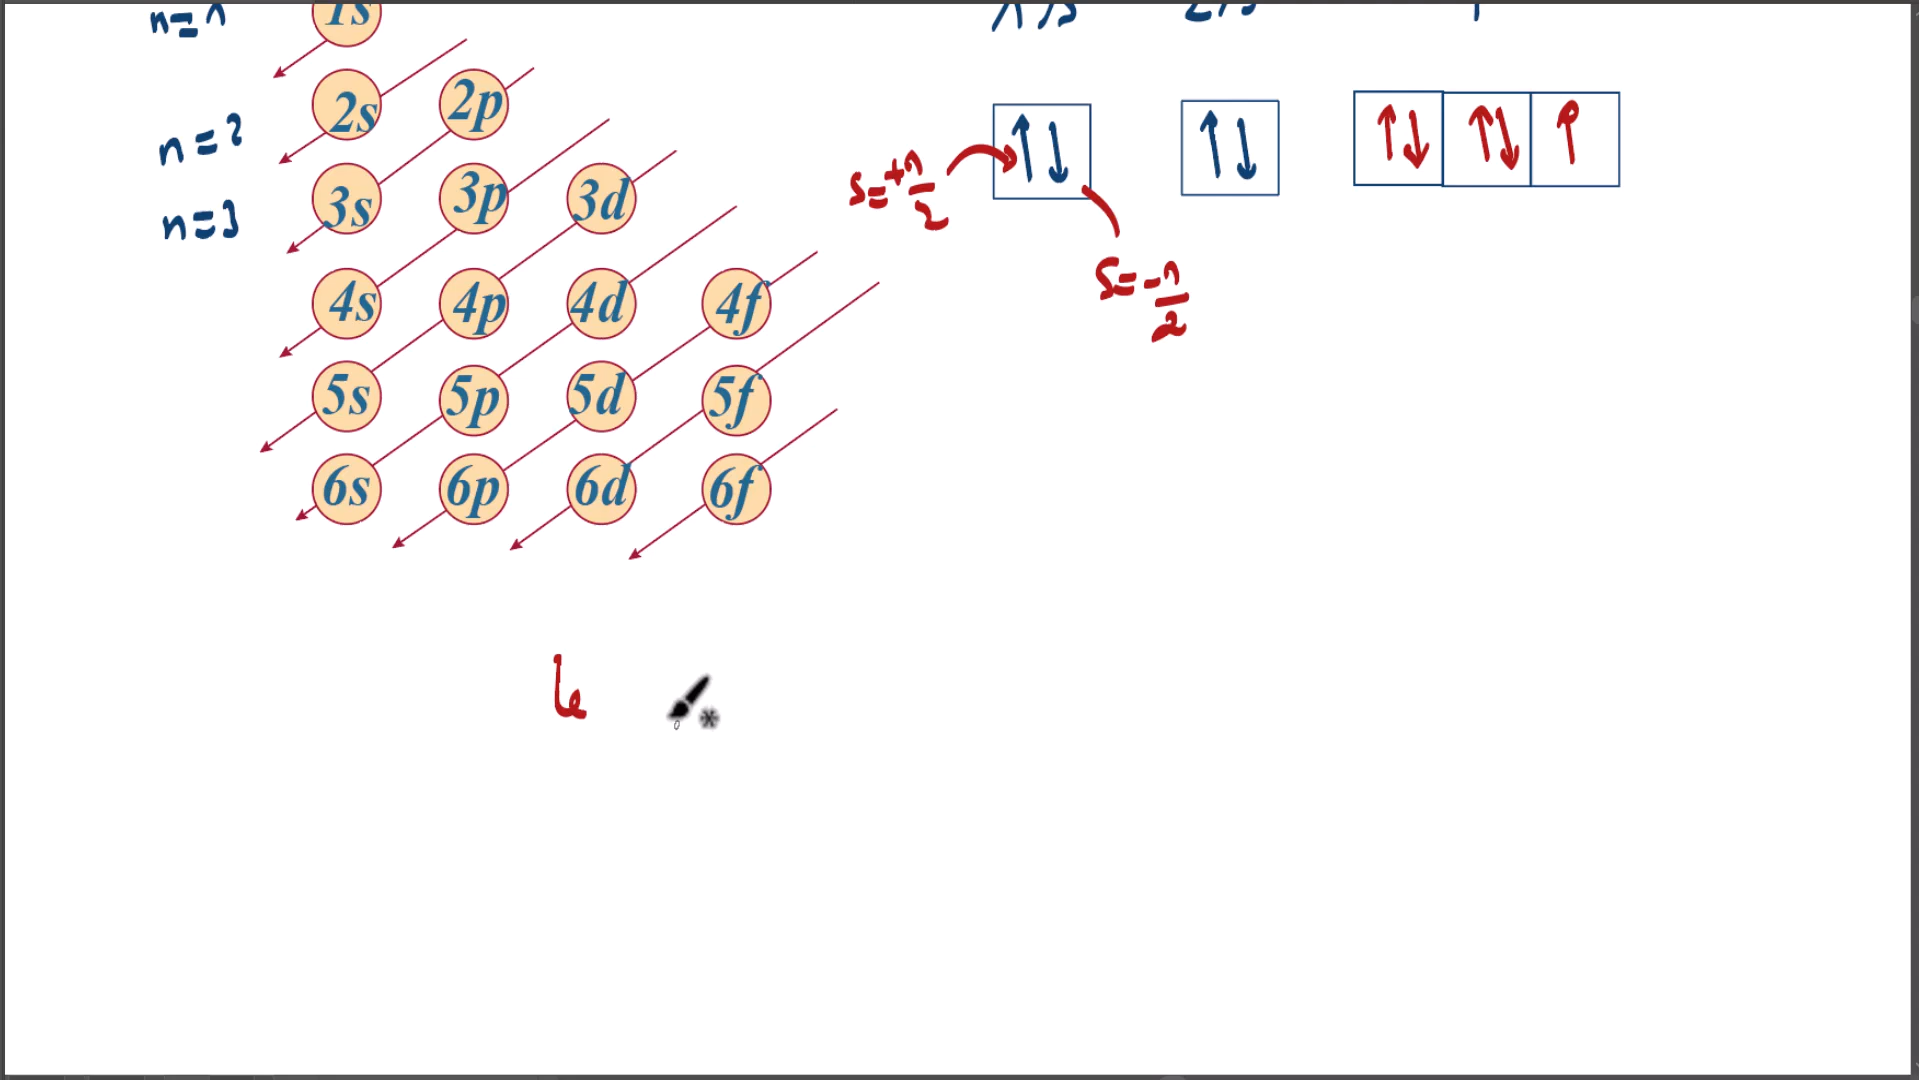 n=1 1s
2s 2p
n=2
3s 3p 3d
n=3
4s 4p 4d 4f
5s 5p 5d 5f
6s 6p 6d 6f
s=+1/2
s=-1/2
le